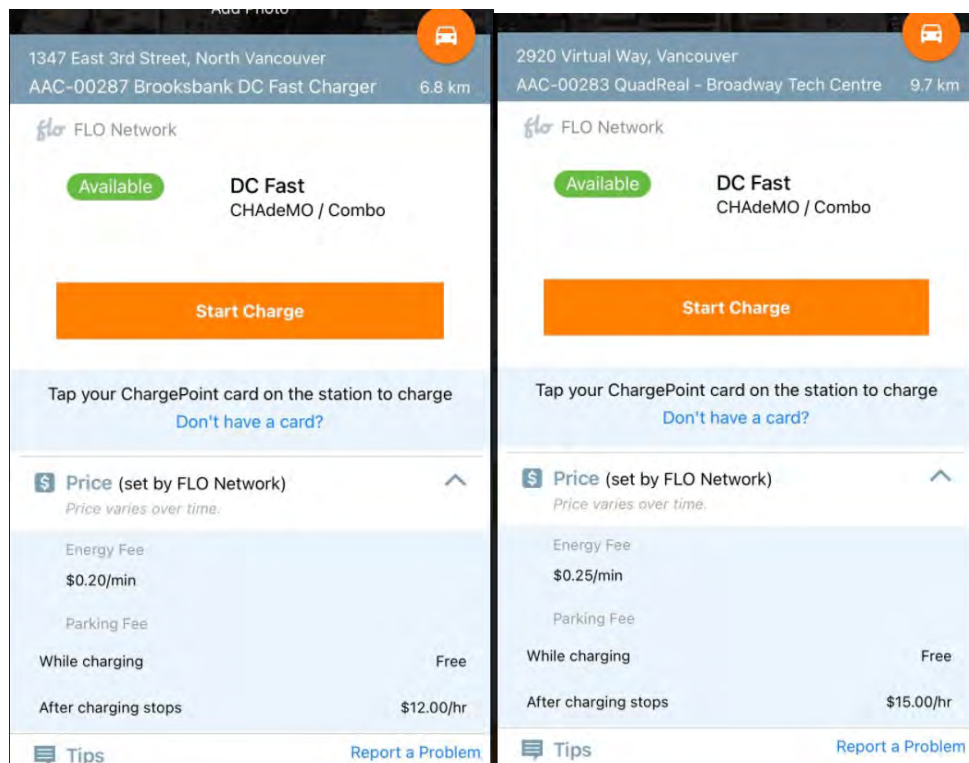 Add Photo
1347 East 3rd Street, North Vancouver
AAC-00287 Brooksbank DC Fast Charger 6.8 km
flo FLO Network
Available DC Fast
CHAdeMO / Combo
Start Charge
Tap your ChargePoint card on the station to charge
Don't have a card?
$ Price (set by FLO Network)
Price varies over time.
Energy Fee
$0.20/min
Parking Fee
While charging Free
After charging stops $12.00/hr
Tips Report a Problem
2920 Virtual Way, Vancouver
AAC-00283 QuadReal - Broadway Tech Centre 9.7 km
flo FLO Network
Available DC Fast
CHAdeMO / Combo
Start Charge
Tap your ChargePoint card on the station to charge
Don't have a card?
$ Price (set by FLO Network)
Price varies over time.
Energy Fee
$0.25/min
Parking Fee
While charging Free
After charging stops $15.00/hr
Tips Report a Problem